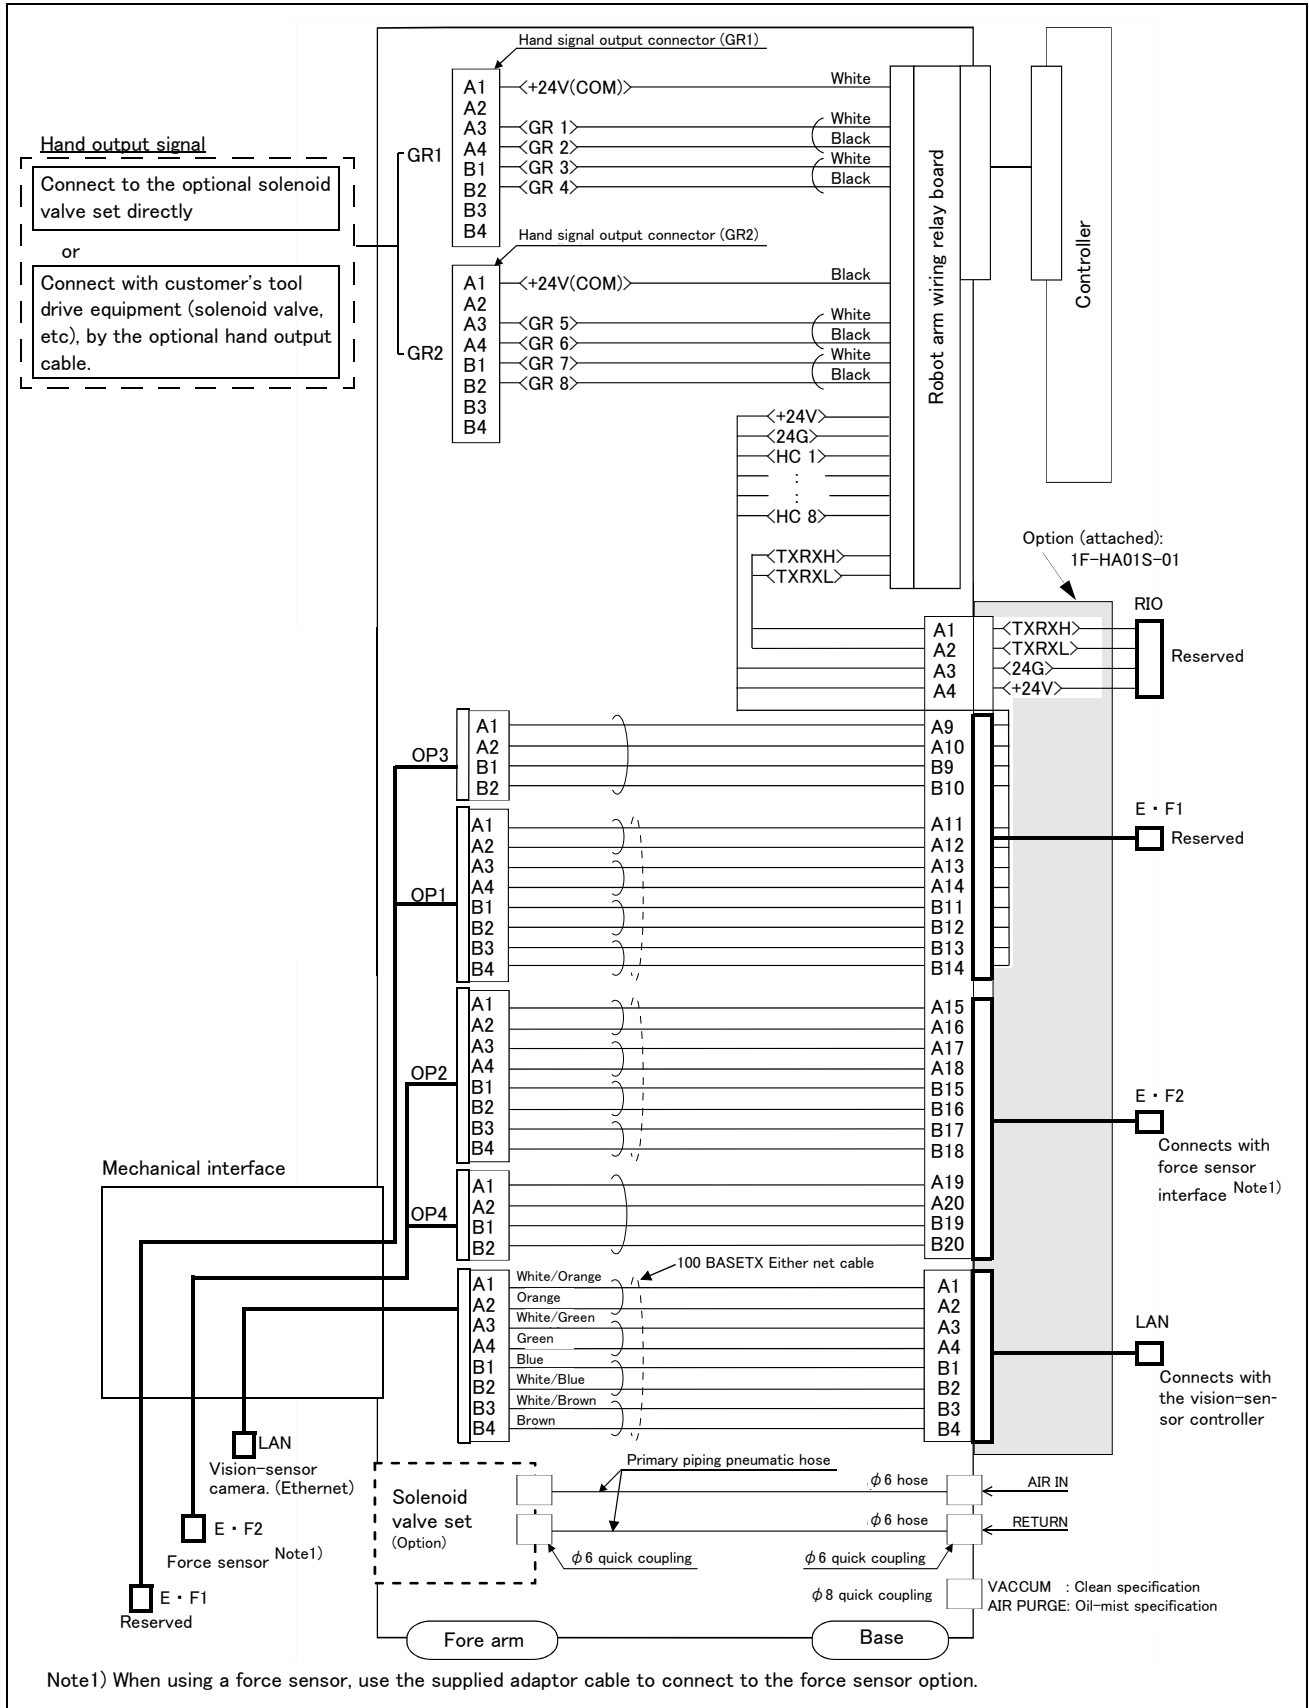 Hand signal output connector (GR1)
A1
A2
A3
A4
B1
B2
B3
B4
<+24V(COM)>
<GR 1>
<GR 2>
<GR 3>
<GR 4>
White
White
Black
White
Black
GR1
Hand output signal
Connect to the optional solenoid
valve set directly
or
Connect with customer's tool
drive equipment (solenoid valve,
etc), by the optional hand output
cable.
Hand signal output connector (GR2)
GR2
A1
A2
A3
A4
B1
B2
B3
B4
<+24V(COM)>
<GR 5>
<GR 6>
<GR 7>
<GR 8>
Black
White
Black
White
Black
Robot arm wiring relay board
Controller
<+24V>
<24G>
<HC 1>
:
:
<HC 8>
<TXRXH>
<TXRXL>
Option (attached):
1F-HA01S-01
RIO
Reserved
A1
A2
A3
A4
<TXRXH>
<TXRXL>
<24G>
<+24V>
OP3
A1
A2
B1
B2
A9
A10
B9
B10
OP1
A1
A2
A3
A4
B1
B2
B3
B4
A11
A12
A13
A14
B11
B12
B13
B14
E・F1
Reserved
OP2
A1
A2
A3
A4
B1
B2
B3
B4
A15
A16
A17
A18
B15
B16
B17
B18
E・F2
Connects with
force sensor
interface Note1)
Mechanical interface
OP4
A1
A2
B1
B2
A19
A20
B19
B20
100 BASETX Either net cable
A1
A2
A3
A4
B1
B2
B3
B4
White/Orange
Orange
White/Green
Green
Blue
White/Blue
White/Brown
Brown
A1
A2
A3
A4
B1
B2
B3
B4
LAN
Connects with
the vision-sen-
sor controller
LAN
Vision-sensor
camera. (Ethernet)
E・F2
Force sensor Note1)
E・F1
Reserved
Solenoid
valve set
(Option)
Primary piping pneumatic hose
φ6 hose
AIR IN
φ6 hose
RETURN
φ6 quick coupling
φ6 quick coupling
φ8 quick coupling
VACCUM : Clean specification
AIR PURGE: Oil-mist specification
Fore arm
Base
Note1) When using a force sensor, use the supplied adaptor cable to connect to the force sensor option.